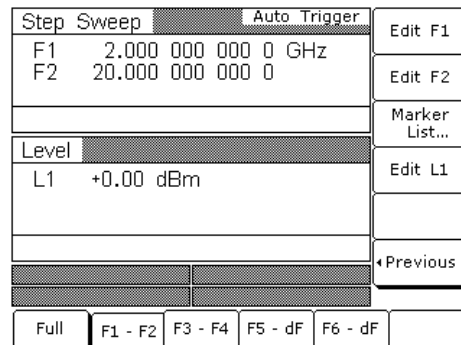 Step Sweep Auto Trigger
F1 2.000 000 000 0 GHz
F2 20.000 000 000 0
Level
L1 +0.00 dBm
Edit F1
Edit F2
Marker
List...
Edit L1
Previous
Full F1 - F2 F3 - F4 F5 - dF F6 - dF